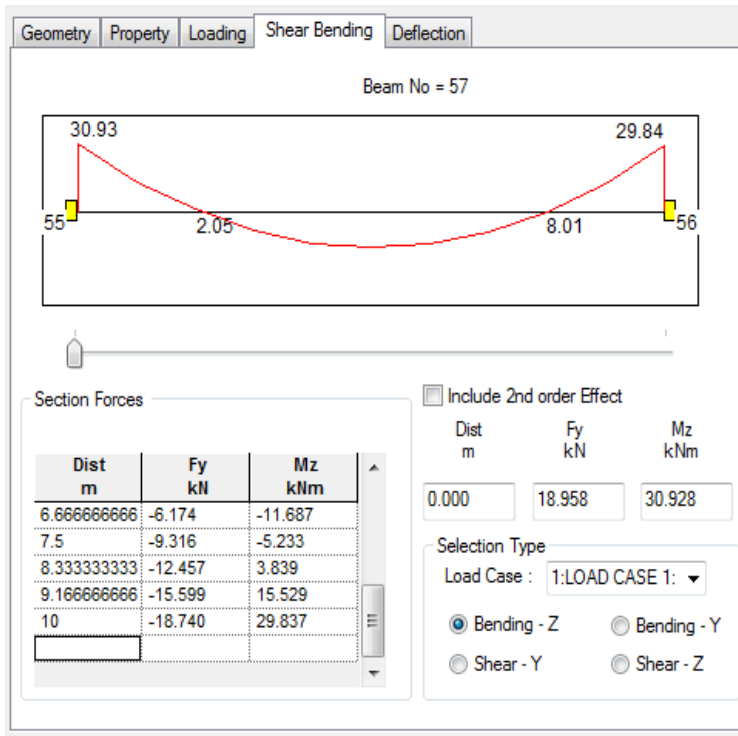 Geometry Property Loading Shear Bending Deflection
Beam No = 57
30.93 29.84
55 2.05 8.01 56
Section Forces
Dist Fy Mz
m kN kNm
6.666666666 -6.174 -11.687
7.5 -9.316 -5.233
8.333333333 -12.457 3.839
9.166666666 -15.599 15.529
10 -18.740 29.837
Include 2nd order Effect
Dist Fy Mz
m kN kNm
0.000 18.958 30.928
Selection Type
Load Case : 1:LOAD CASE 1:
Bending - Z Bending - Y
Shear - Y Shear - Z